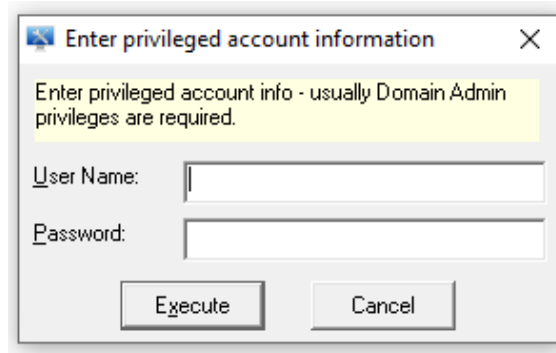 Enter privileged account information
Enter privileged account info - usually Domain Admin
privileges are required.
User Name:
Password:
Execute
Cancel